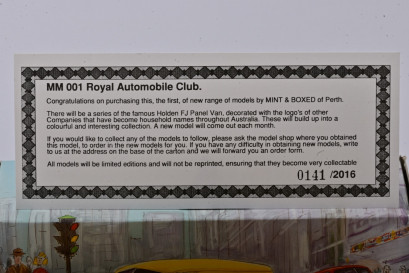 MM 001 Royal Automobile Club.
Congratulations on purchasing this, the first, of new range of models by MINT & BOXED of Perth.
There will be a series of the famous Holden FJ Panel Van, decorated with the logo's of other
Companies that have become household names throughout Australia. These will build up into a
colourful and interesting collection. A new model will come out each month.
If you would like to collect any of the models to follow, please ask the model shop where you obtained
this model, to order in the new models for you. If you have any difficulty in obtaining new models, write
to us at the address on the base of the carton and we will forward you an order form.
All models will be limited editions and will not be reprinted, ensuring that they become very collectable
0141 /2016